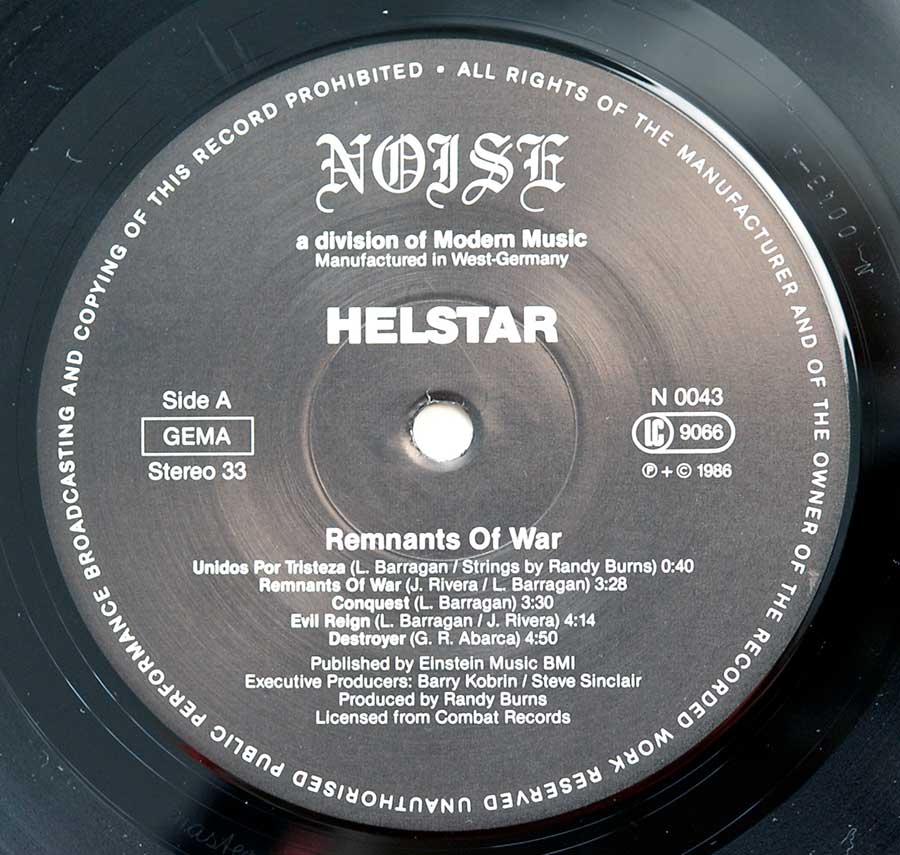 ALL RIGHTS OF THE MANUFACTURER AND OF THE OWNER OF THE RECORDED WORK RESERVED UNAUTHORISED PUBLIC PERFORMANCE BROADCASTING AND COPYING OF THIS RECORD PROHIBITED •
NOISE
a division of Modern Music
Manufactured in West-Germany
HELSTAR
Side A
GEMA
Stereo 33
N 0043
LC 9066
℗ + © 1986
Remnants Of War
Unidos Por Tristeza (L. Barragan / Strings by Randy Burns) 0:40
Remnants Of War (J. Rivera / L. Barragan) 3:28
Conquest (L. Barragan) 3:30
Evil Reign (L. Barragan / J. Rivera) 4:14
Destroyer (G. R. Abarca) 4:50
Published by Einstein Music BMI
Executive Producers: Barry Kobrin / Steve Sinclair
Produced by Randy Burns
Licensed from Combat Records